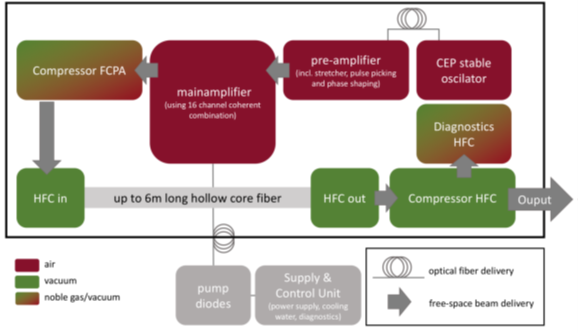 Compressor FCPA
mainamplifier
(using 16 channel coherent
combination)
pre-amplifier
(incl. stretcher, pulse picking
and phase shaping)
CEP stable
oscilator
Diagnostics
HFC
HFC in
up to 6m long hollow core fiber
HFC out
Compressor HFC
Ouput
air
vacuum
noble gas/vacuum
pump
diodes
Supply &
Control Unit
(power supply, cooling
water, diagnostics)
optical fiber delivery
free-space beam delivery